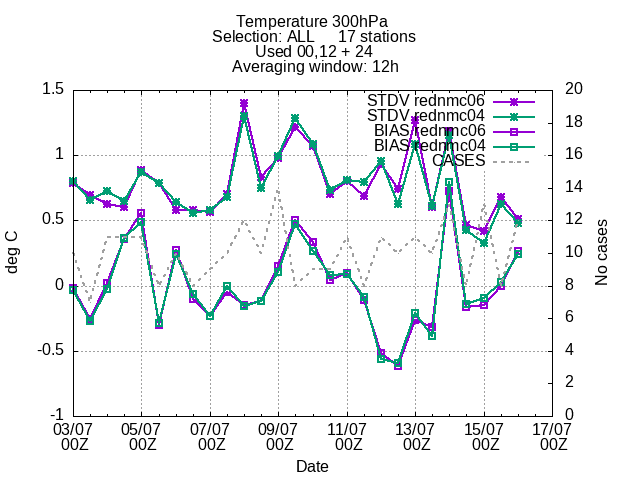 Temperature 300hPa
Selection: ALL 17 stations
Used 00,12 + 24
Averaging window: 12h
STDV rednmc06
STDV rednmc04
BIAS rednmc06
BIAS rednmc04
CASES
1.5
1
0.5
0
-0.5
-1
deg C
20
18
16
14
12
10
8
6
4
2
0
No cases
03/07 05/07 07/07 09/07 11/07 13/07 15/07 17/07
00Z 00Z 00Z 00Z 00Z 00Z 00Z 00Z
Date